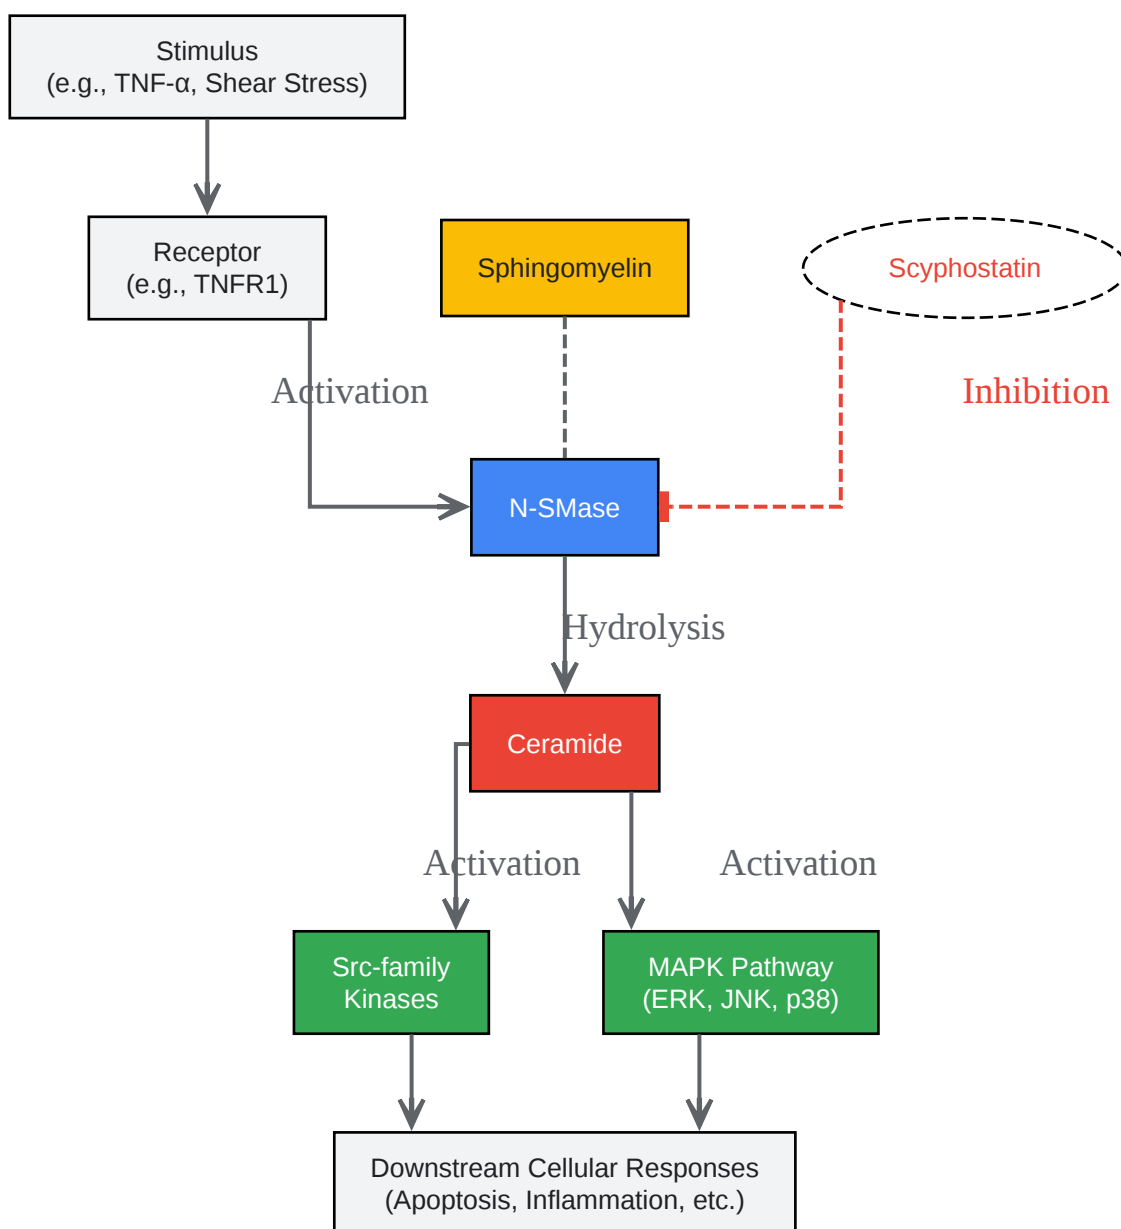 Stimulus
(e.g., TNF-α, Shear Stress)
Receptor
(e.g., TNFR1)
Sphingomyelin
Scyphostatin
Activation
Inhibition
N-SMase
Hydrolysis
Ceramide
Activation
Activation
Src-family
Kinases
MAPK Pathway
(ERK, JNK, p38)
Downstream Cellular Responses
(Apoptosis, Inflammation, etc.)